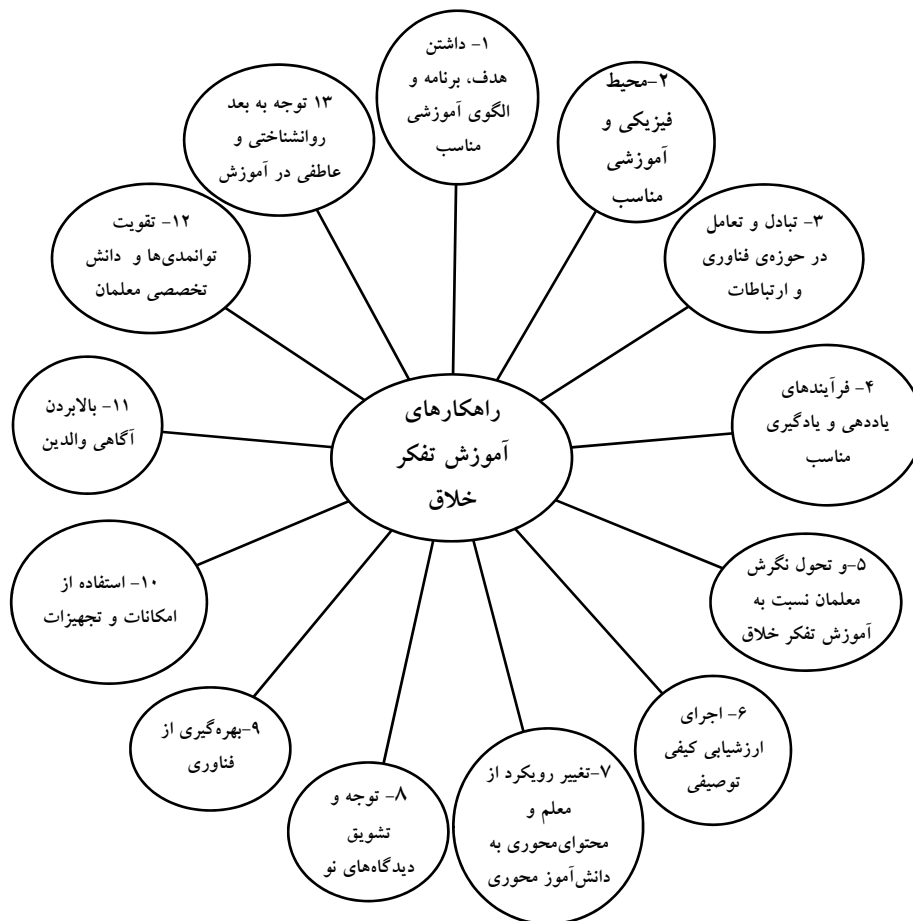 راهکارهای
آموزش تفکر
خلاق
۱- داشتن
هدف، برنامه و
الگوی آموزشی
مناسب
۲-محیط
فیزیکی و
آموزشی
مناسب
۳- تبادل و تعامل
در حوزه‌ی فناوری
و ارتباطات
۴- فرآیندهای
یاددهی و یادگیری
مناسب
۵-و تحول نگرش
معلمان نسبت به
آموزش تفکر خلاق
۶- اجرای
ارزشیابی کیفی
توصیفی
۷-تغییر رویکرد از
معلم و
محتوای‌محوری به
دانش‌آموز محوری
۸- توجه و
تشویق
دیدگاه‌های نو
۹-بهره‌گیری از
فناوری
۱۰- استفاده از
امکانات و تجهیزات
۱۱- بالابردن
آگاهی والدین
۱۲- تقویت
توانمدی‌ها و دانش
تخصصی معلمان
۱۳ توجه به بعد
روانشناختی و
عاطفی در آموزش